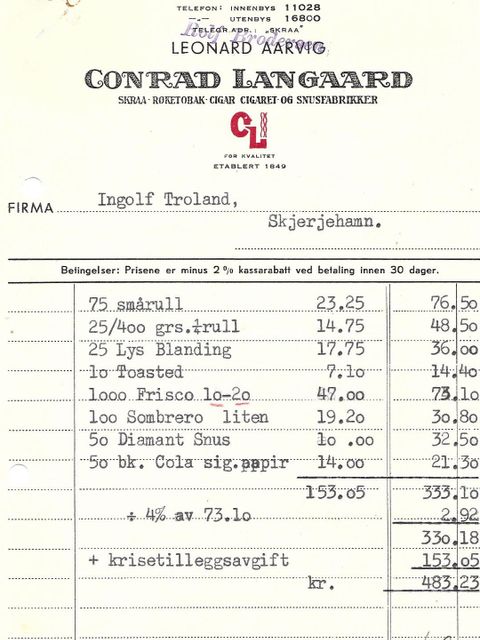 TELEFON: INNENBYS 11028
—„— UTENBYS 16800
TELEGR.ADR.: „SKRAA"
Rolf Brodersen
LEONARD AARVIG
CONRAD LANGAARD
SKRAA · RØKETOBAK · CIGAR CIGARET · OG SNUSFABRIKKER
CL
FOR KVALITET
ETABLERT 1849
FIRMA Ingolf Troland,
Skjerjehamn.
Betingelser: Prisene er minus 2 % kassarabatt ved betaling innen 30 dager.
75 smårull 23.25 76.50
25/400 grs.¼rull 14.75 48.50
25 Lys Blanding 17.75 36.00
10 Toasted 7.10 14.40
1000 Frisco 10-20 47.00 73.10
100 Sombrero liten 19.20 30.80
50 Diamant Snus 10 .00 32.50
50 bk. Cola sig.papir 14.00 21.30
153.05 333.10
÷ 4% av 73.10 2.92
330.18
+ krisetilleggsavgift 153.05
kr. 483.23